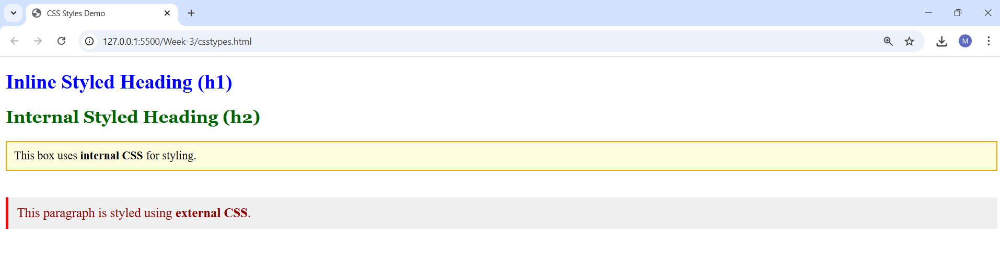 CSS Styles Demo
127.0.0.1:5500/Week-3/csstypes.html
M
Inline Styled Heading (h1)
Internal Styled Heading (h2)
This box uses internal CSS for styling.
This paragraph is styled using external CSS.